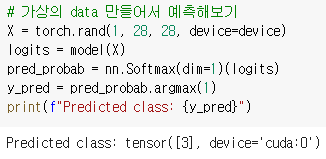 # 가상의 data 만들어서 예측해보기
X = torch.rand(1, 28, 28, device=device)
logits = model(X)
pred_probab = nn.Softmax(dim=1)(logits)
y_pred = pred_probab.argmax(1)
print(f"Predicted class: {y_pred}")
Predicted class: tensor([3], device='cuda:0')